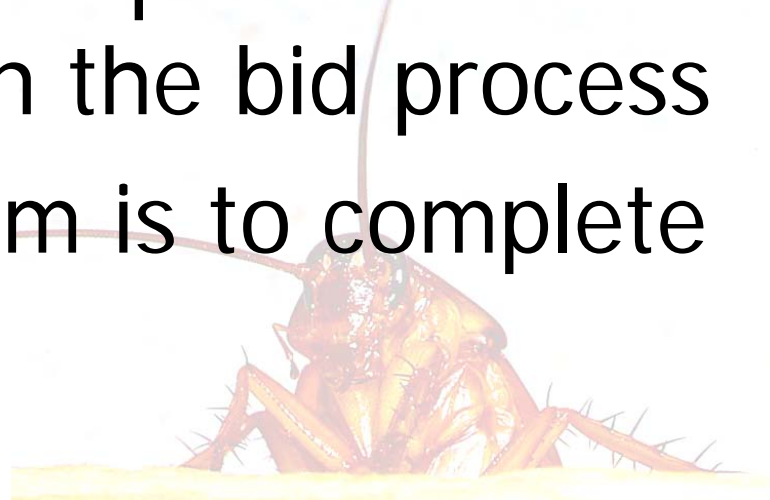 n the bid process
m is to complete